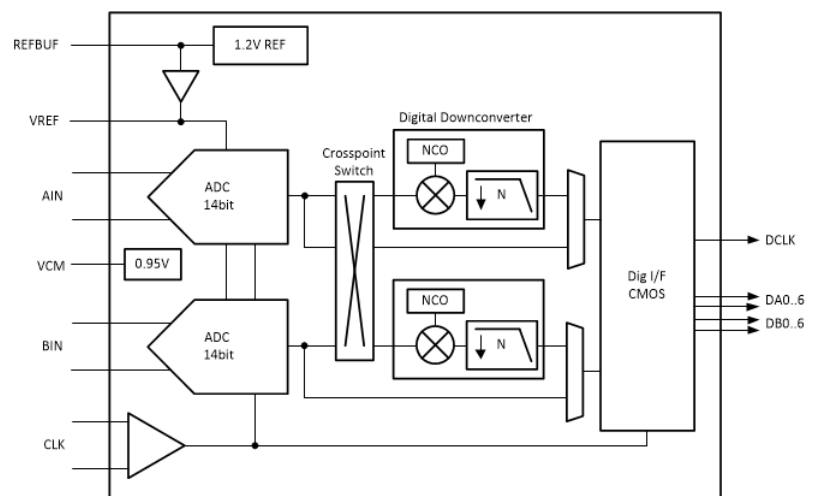 REFBUF
1.2V REF
VREF
Digital Downconverter
NCO
Crosspoint
Switch
ADC
14bit
N
AIN
DCLK
VCM
0.95V
Dig I/F
CMOS
NCO
DA0..6
DB0..6
ADC
14bit
N
BIN
CLK